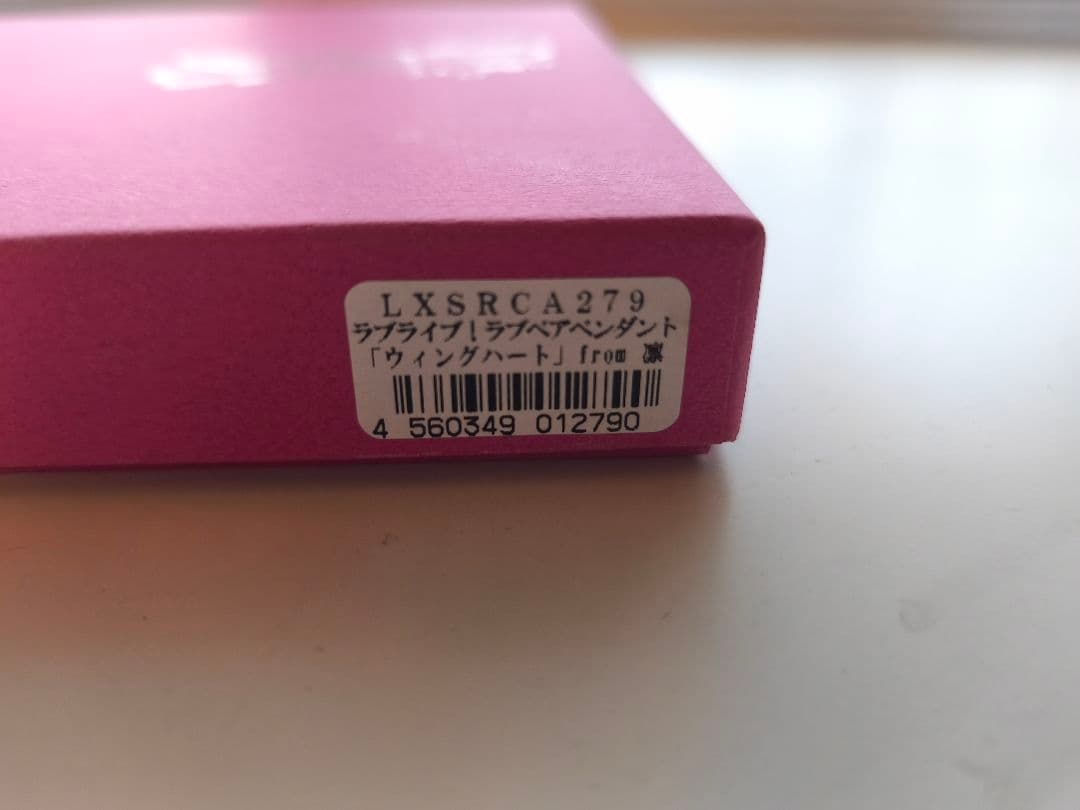 LXSRCA279
ラブライブ!ラブペアペンダント
「ウィングハート」from 凛
4 560349 012790